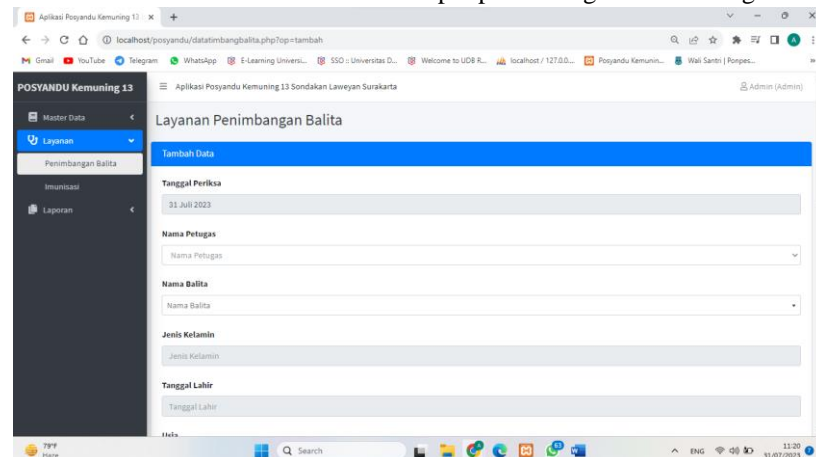 Aplikasi Posyandu Kemuning 13
localhost/posyandu/datatimbangbalita.php?op=tambah
Gmail YouTube Telegram WhatsApp E-Learning Universi... SSO :: Universitas D... Welcome to UDB R... localhost / 127.0.0... Posyandu Kemunin... Wali Santri | Ponpes...
POSYANDU Kemuning 13
Aplikasi Posyandu Kemuning 13 Sondakan Laweyan Surakarta
Admin (Admin)
Master Data
Layanan
Penimbangan Balita
Imunisasi
Laporan
Layanan Penimbangan Balita
Tambah Data
Tanggal Periksa
31 Juli 2023
Nama Petugas
Nama Petugas
Nama Balita
Nama Balita
Jenis Kelamin
Jenis Kelamin
Tanggal Lahir
Tanggal Lahir
Usia
79°F
Haze
Search
ENG
11:20
31/07/2023